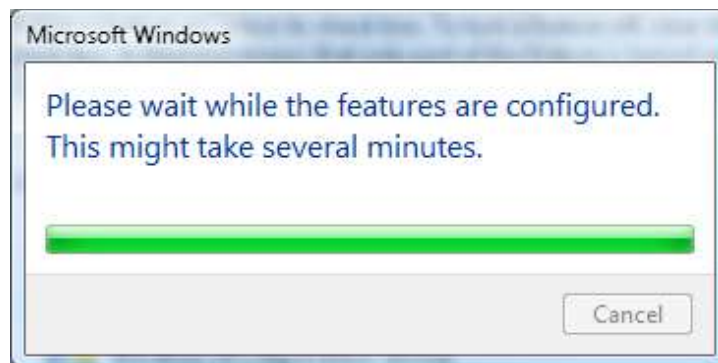 Microsoft Windows
Please wait while the features are configured.
This might take several minutes.
Cancel